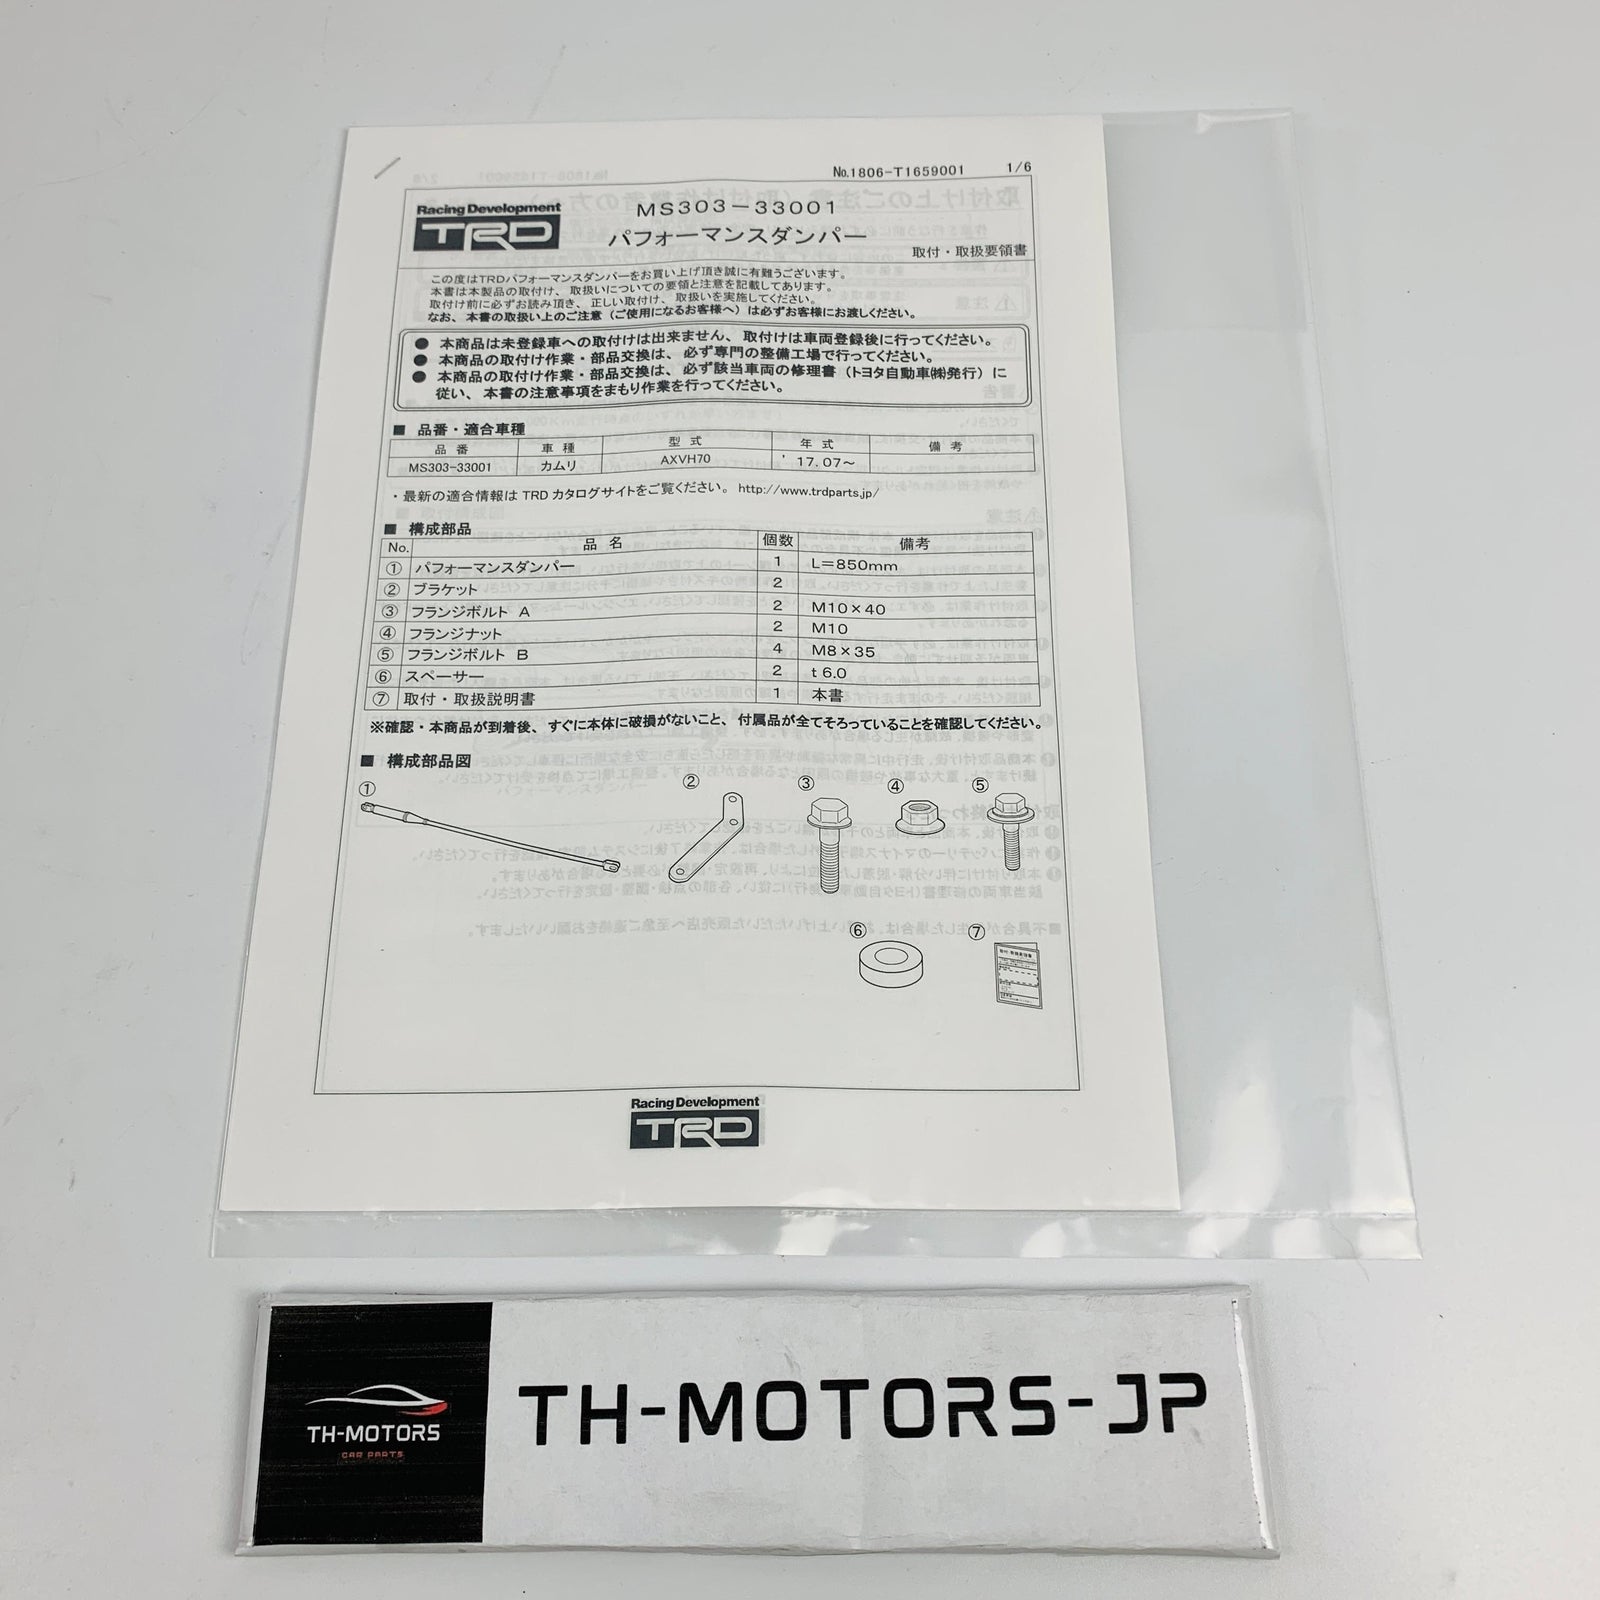 No.1806-T1659001 1/6
Racing Development
TRD
MS303-33001
パフォーマンスダンパー
取付・取扱要領書
この度はTRDパフォーマンスダンパーをお買い上げ頂き誠に有難うございます。
本書は本製品の取付け、取扱いについての要領と注意を記載してあります。
取付け前に必ずお読み頂き、正しい取付け、取扱いを実施してください。
なお、本書の取扱い上のご注意（ご使用になるお客様へ）は必ずお客様にお渡しください。
● 本商品は未登録車への取付けは出来ません、取付けは車両登録後に行ってください。
● 本商品の取付け作業・部品交換は、必ず専門の整備工場で行ってください。
● 本商品の取付け作業・部品交換は、必ず該当車両の修理書（トヨタ自動車㈱発行）に
従い、本書の注意事項をまもり作業を行ってください。
■ 品番・適合車種
品番 車種 型式 年式 備考
MS303-33001 カムリ AXVH70 '17.07～
・最新の適合情報は TRD カタログサイトをご覧ください。 http://www.trdparts.jp/
■ 構成部品
No. 品名 個数 備考
① パフォーマンスダンパー 1 L=850mm
② ブラケット 2
③ フランジボルト A 2 M10×40
④ フランジナット 2 M10
⑤ フランジボルト B 4 M8×35
⑥ スペーサー 2 t6.0
⑦ 取付・取扱説明書 1 本書
※確認・本商品が到着後、すぐに本体に破損がないこと、付属品が全てそろっていることを確認してください。
■ 構成部品図
① ② ③ ④ ⑤
⑥ ⑦
Racing Development
TRD
TH-MOTORS
CAR PARTS
TH-MOTORS-JP